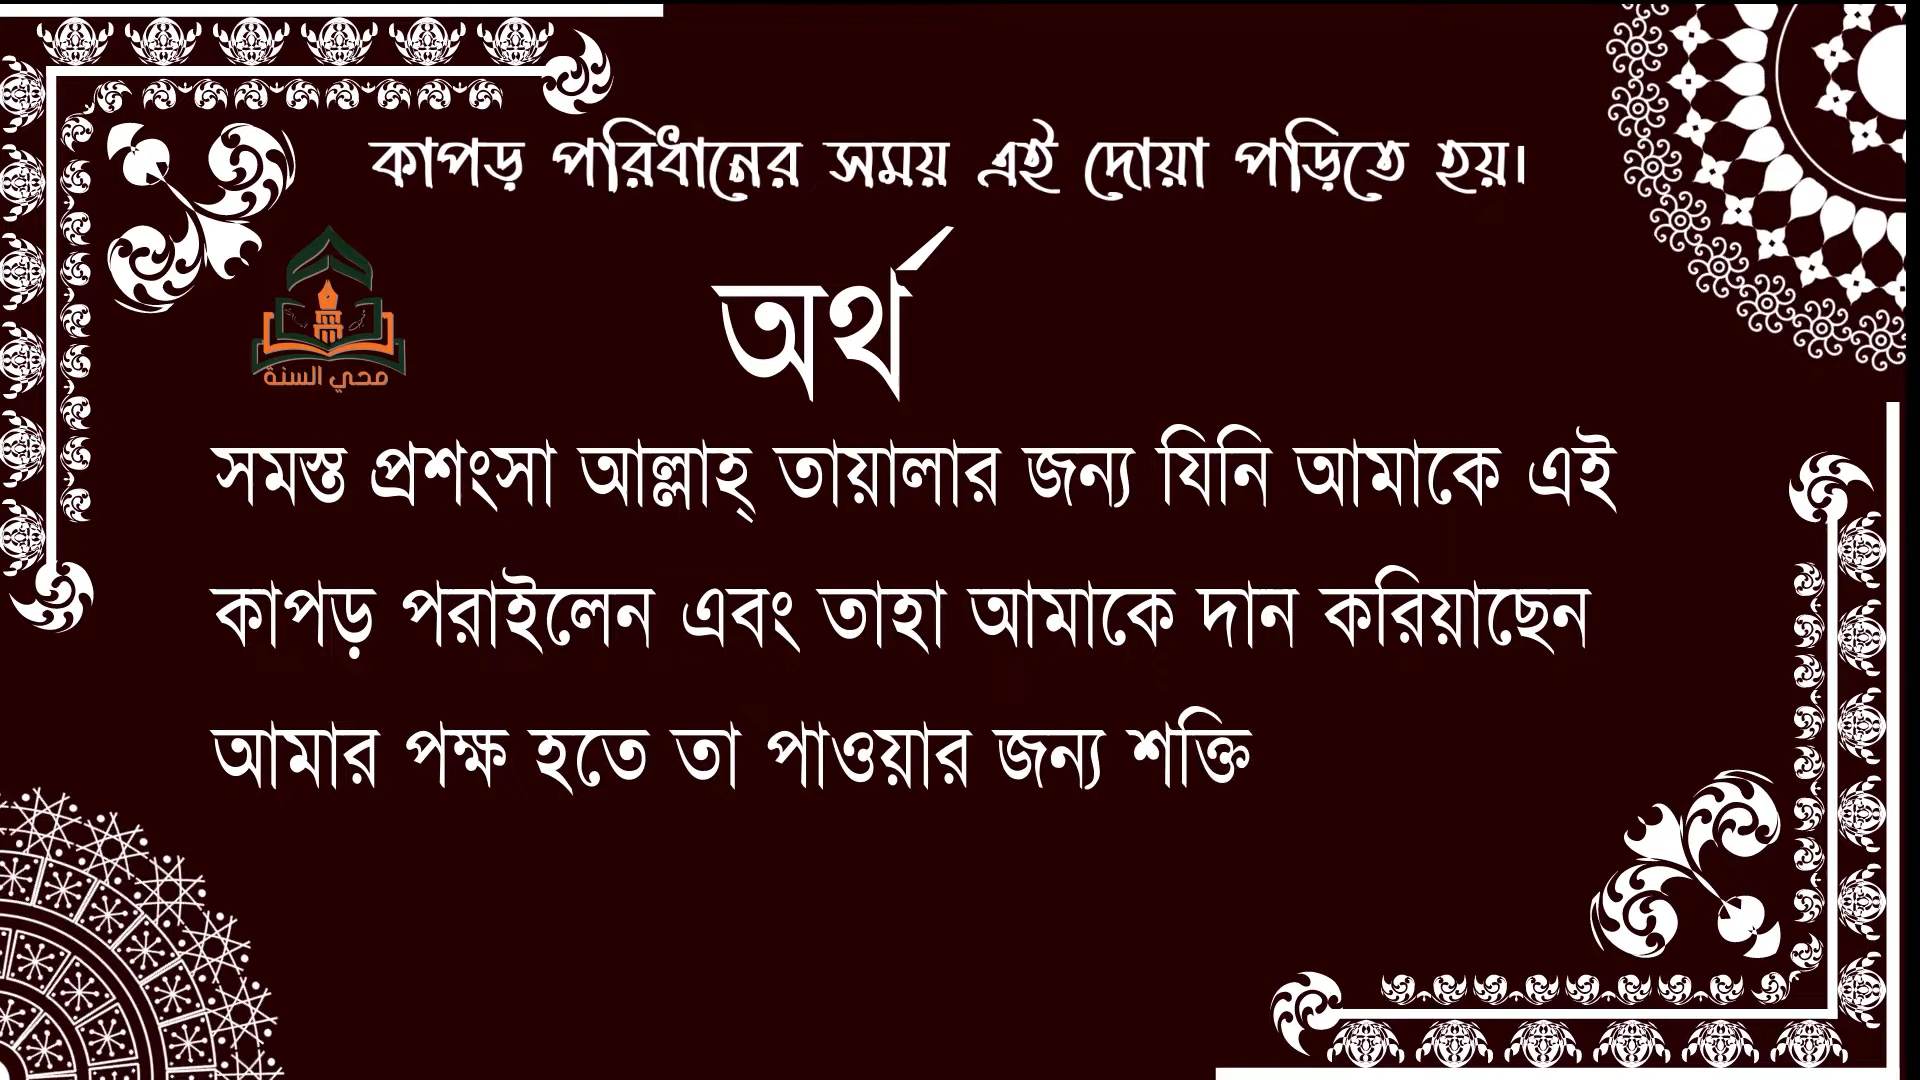 কাপড় পরিধানের সময় এই দোয়া পড়িতে হয়।
অর্থ
محي السنة
সমস্ত প্রশংসা আল্লাহ্ তায়ালার জন্য যিনি আমাকে এই
কাপড় পরাইলেন এবং তাহা আমাকে দান করিয়াছেন
আমার পক্ষ হতে তা পাওয়ার জন্য শক্তি